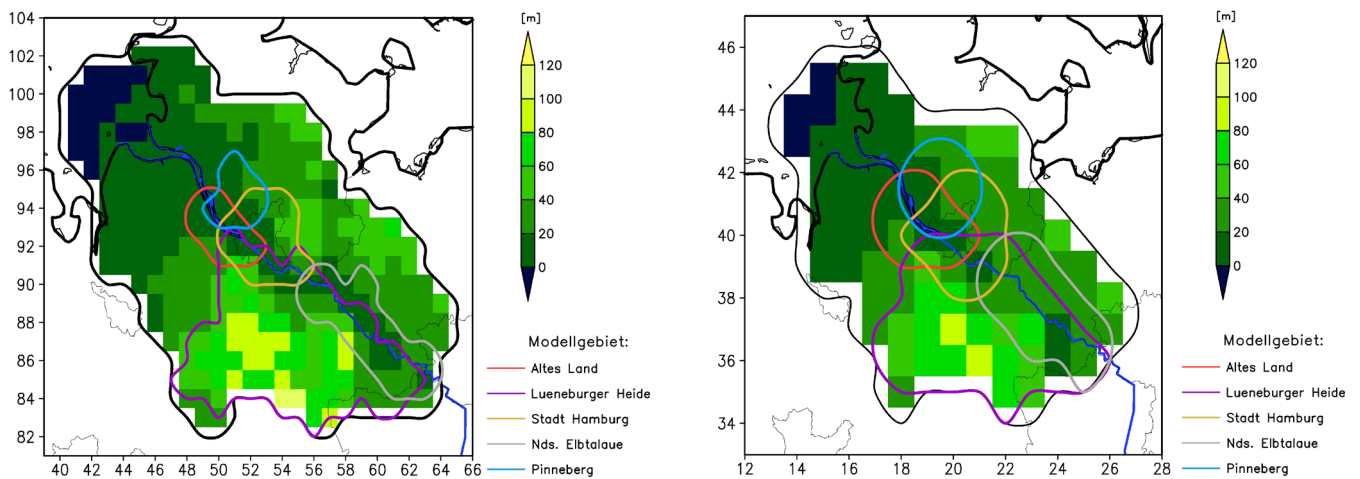 [m]
104
102
100
98
96
94
92
90
88
86
84
82
40 42 44 46 48 50 52 54 56 58 60 62 64 66
120
100
80
60
40
20
0
Modellgebiet:
Altes Land
Lueneburger Heide
Stadt Hamburg
Nds. Elbtalaue
Pinneberg
[m]
46
44
42
40
38
36
34
12 14 16 18 20 22 24 26 28
120
100
80
60
40
20
0
Modellgebiet:
Altes Land
Lueneburger Heide
Stadt Hamburg
Nds. Elbtalaue
Pinneberg